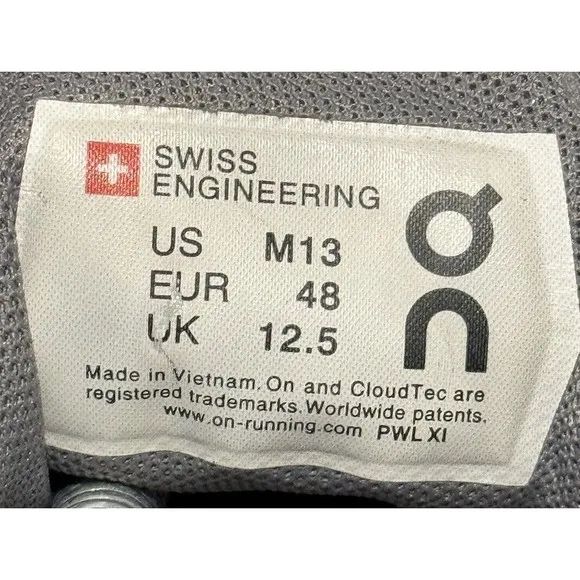 SWISS
ENGINEERING
US M13
EUR 48
UK 12.5
Made in Vietnam. On and CloudTec are
registered trademarks. Worldwide patents.
www.on-running.com PWL XI